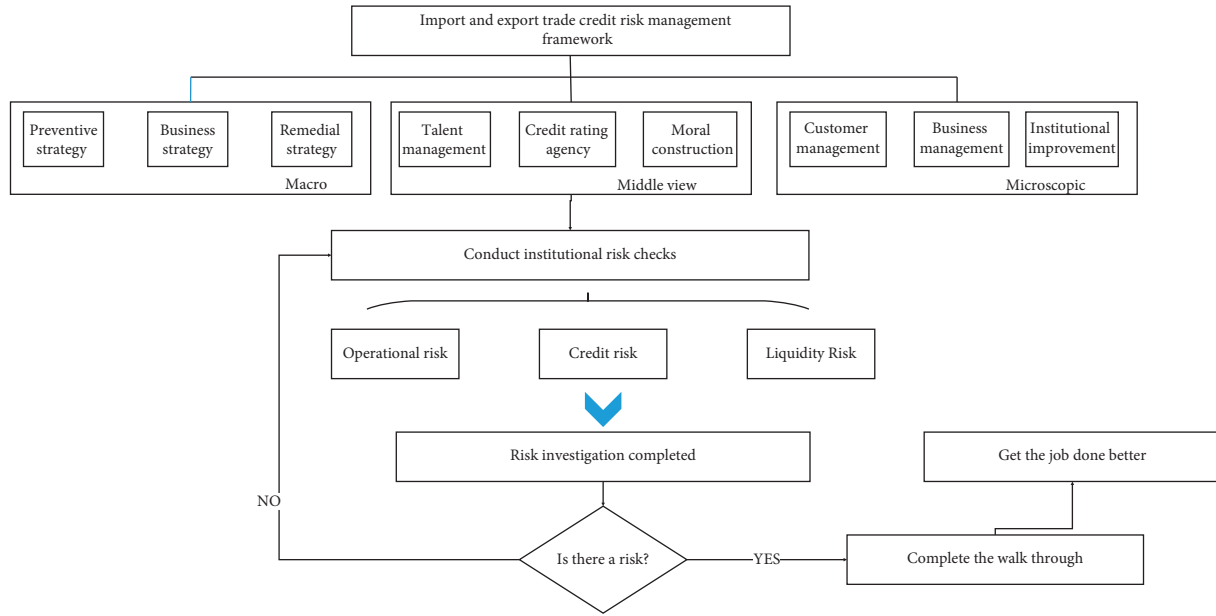 Import and export trade credit risk management
framework
Preventive
strategy
Business
strategy
Remedial
strategy
Macro
Talent
management
Credit rating
agency
Moral
construction
Middle view
Customer
management
Business
management
Institutional
improvement
Microscopic
Conduct institutional risk checks
Operational risk
Credit risk
Liquidity Risk
Risk investigation completed
Get the job done better
NO
Is there a risk?
YES
Complete the walk through